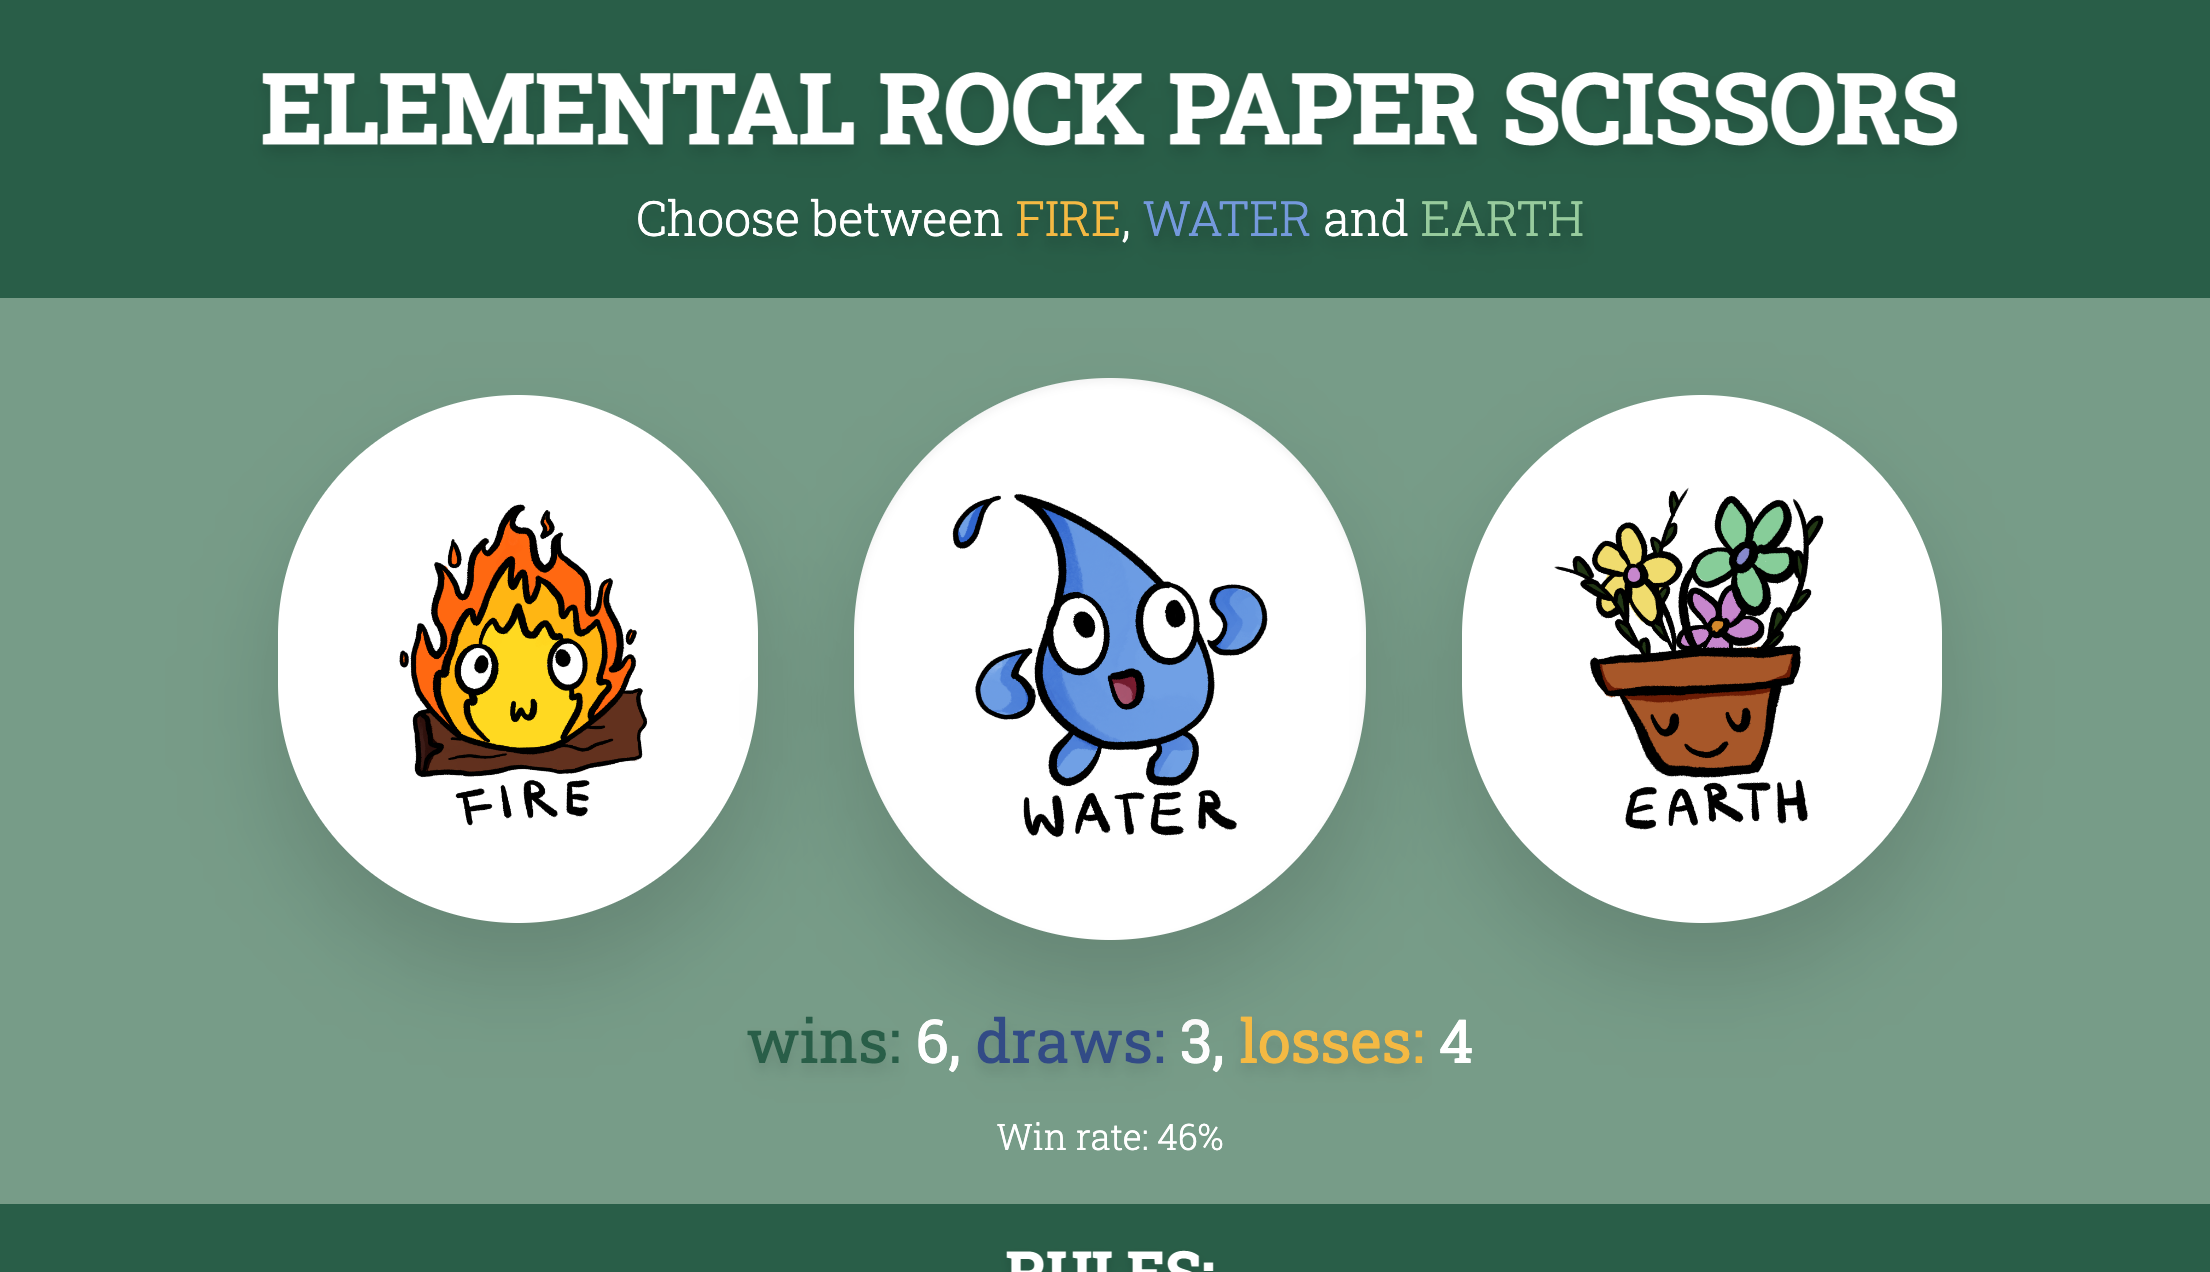 ELEMENTAL ROCK PAPER SCISSORS
Choose between FIRE, WATER and EARTH
FIRE
WATER
EARTH
wins: 6, draws: 3, losses: 4
Win rate: 46%
RULES: